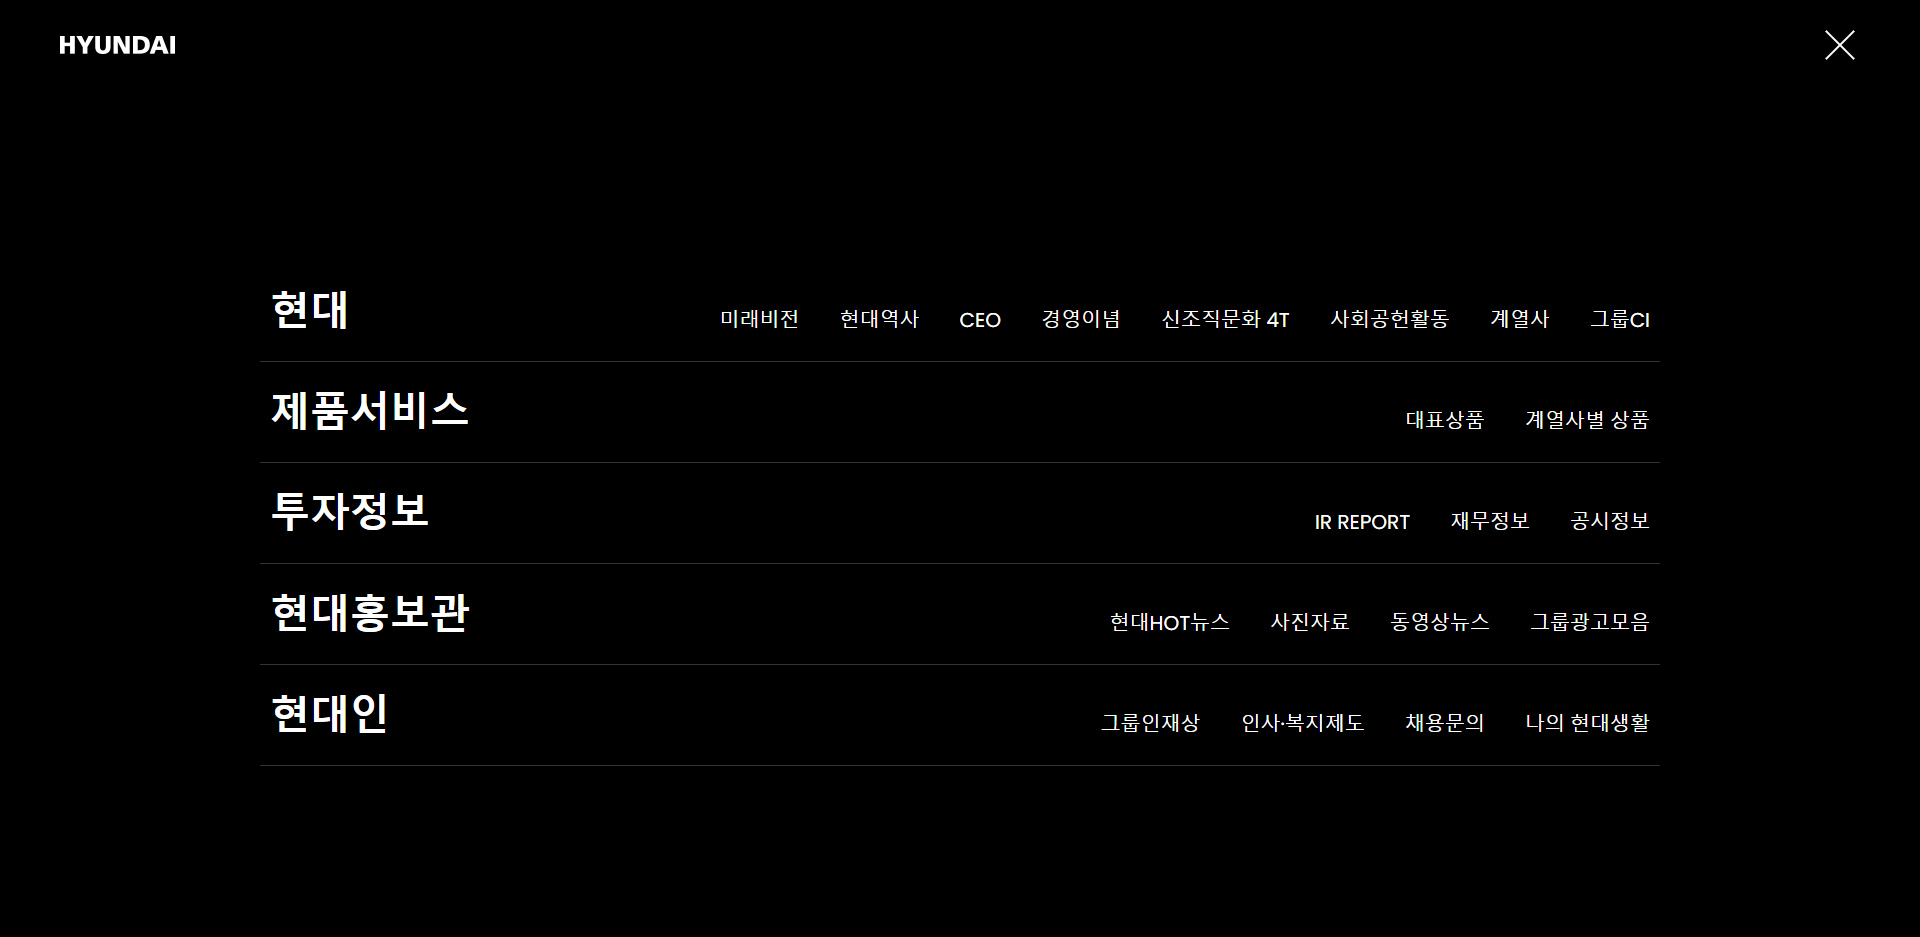 HYUNDAI
현대 미래비전 현대역사 CEO 경영이념 신조직문화 4T 사회공헌활동 계열사 그룹CI
제품서비스 대표상품 계열사별 상품
투자정보 IR REPORT 재무정보 공시정보
현대홍보관 현대HOT뉴스 사진자료 동영상뉴스 그룹광고모음
현대인 그룹인재상 인사·복지제도 채용문의 나의 현대생활